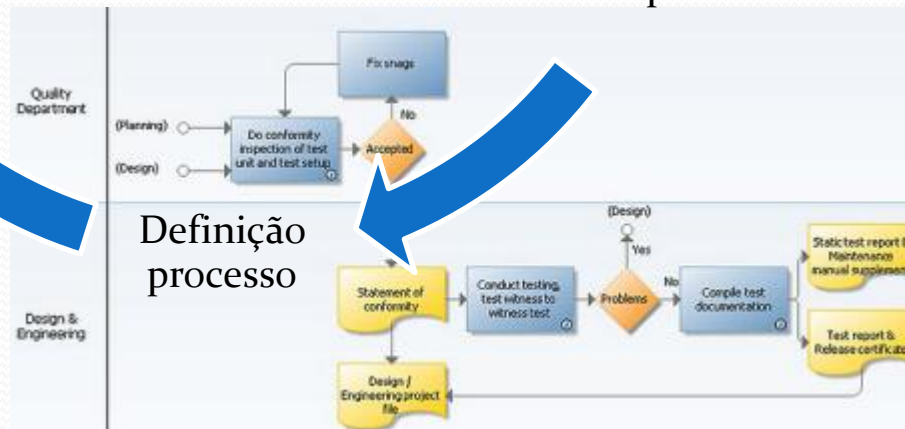 Quality
Department
(Planning)
(Design)
Fix snags
No
Do conformity
inspection of test
unit and test setup
Accepted
Definição
processo
Design &
Engineering
Statement of
conformity
Conduct testing,
test witness to
witness test
(Design)
Yes
Problems
No
Compile test
documentation
Static test report &
Maintenance
manual supplement
Test report &
Release certificate
Design /
Engineering project
file